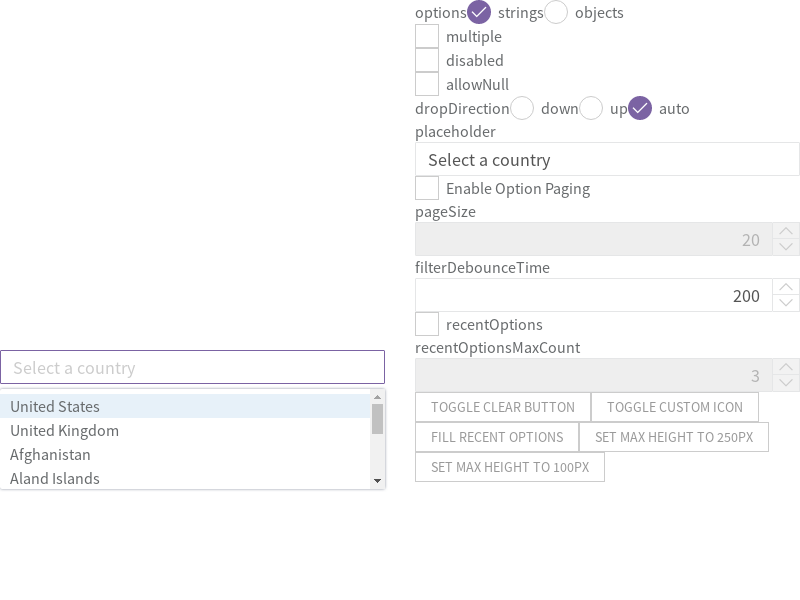 options strings objects
multiple
disabled
allowNull
dropDirection down up auto
placeholder
Select a country
Enable Option Paging
pageSize
20
filterDebounceTime
200
recentOptions
recentOptionsMaxCount
3
TOGGLE CLEAR BUTTON TOGGLE CUSTOM ICON
FILL RECENT OPTIONS SET MAX HEIGHT TO 250PX
SET MAX HEIGHT TO 100PX
Select a country
United States
United Kingdom
Afghanistan
Aland Islands